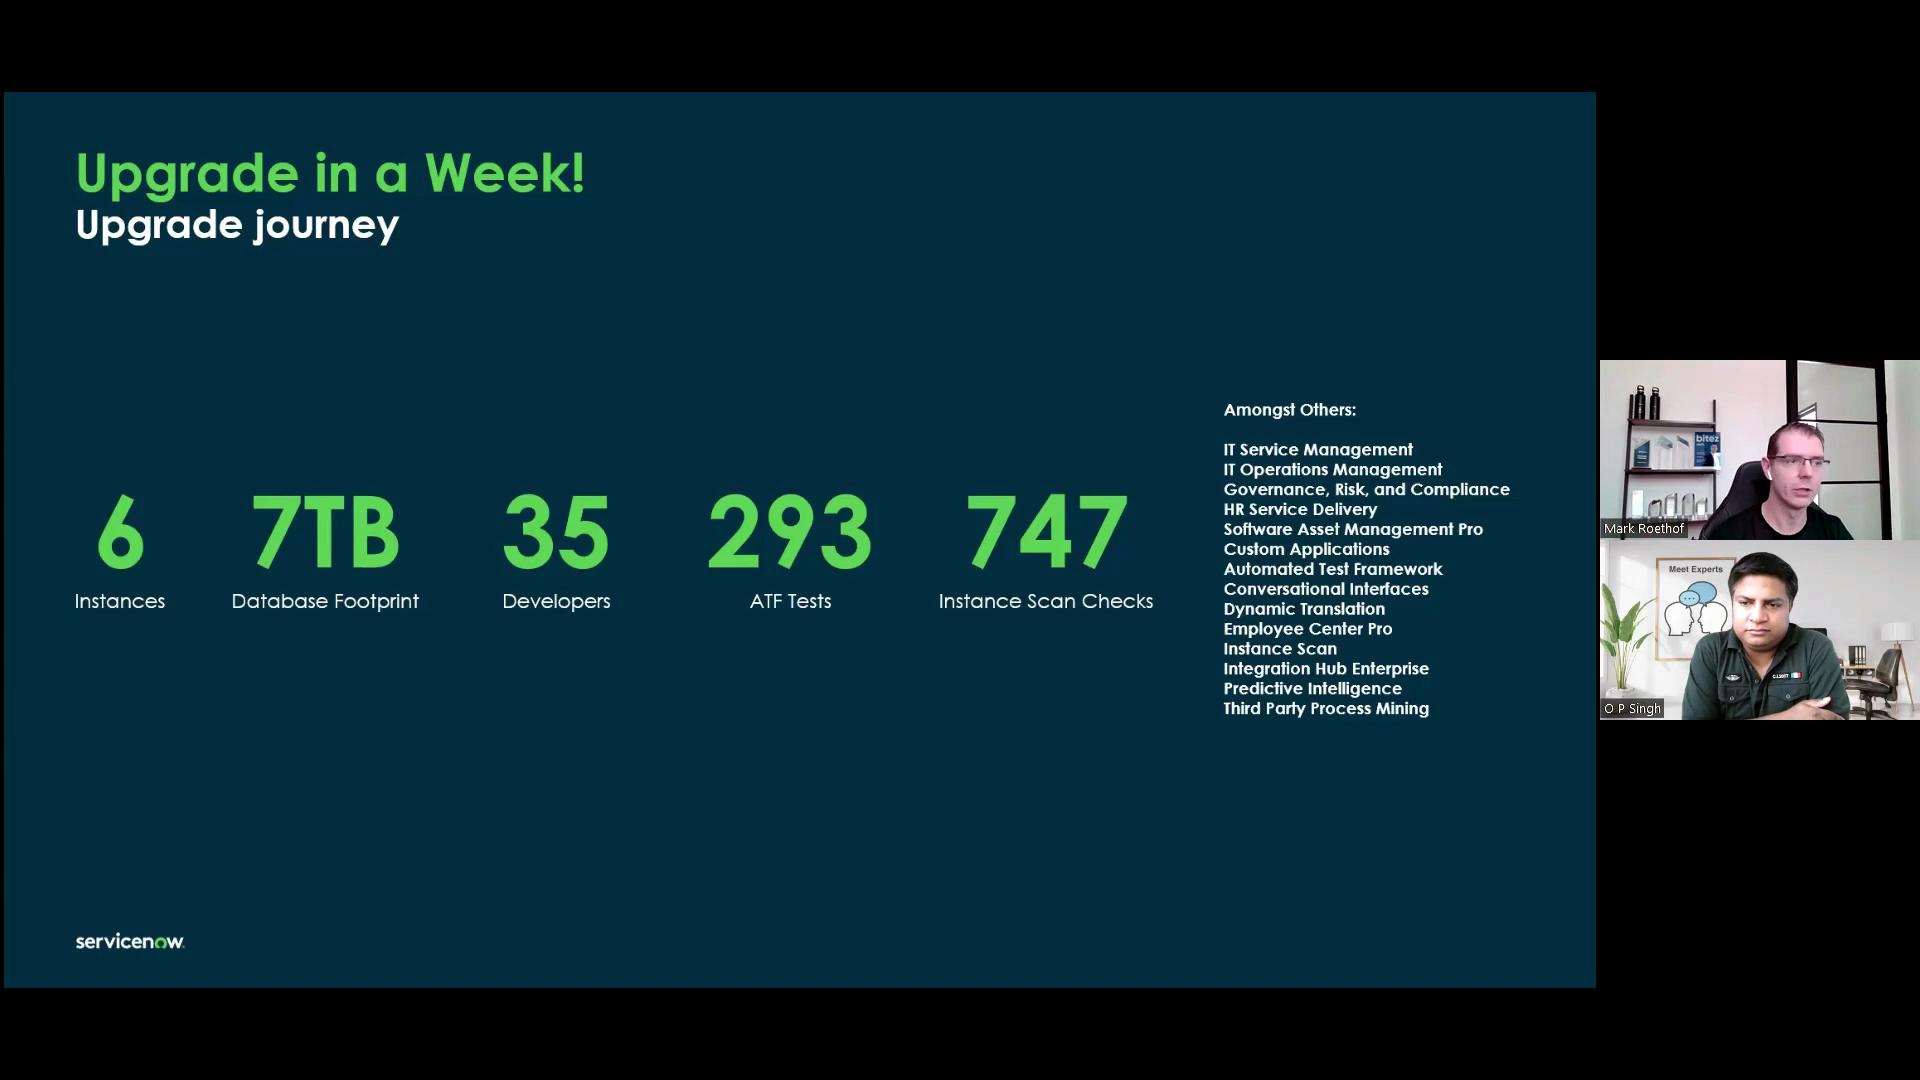 Upgrade in a Week!
Upgrade journey
6
Instances
7TB
Database Footprint
35
Developers
293
ATF Tests
747
Instance Scan Checks
Amongst Others:
IT Service Management
IT Operations Management
Governance, Risk, and Compliance
HR Service Delivery
Software Asset Management Pro
Custom Applications
Automated Test Framework
Conversational Interfaces
Dynamic Translation
Employee Center Pro
Instance Scan
Integration Hub Enterprise
Predictive Intelligence
Third Party Process Mining
servicenow
bitez
Mark Roethof
Meet Experts
O P Singh